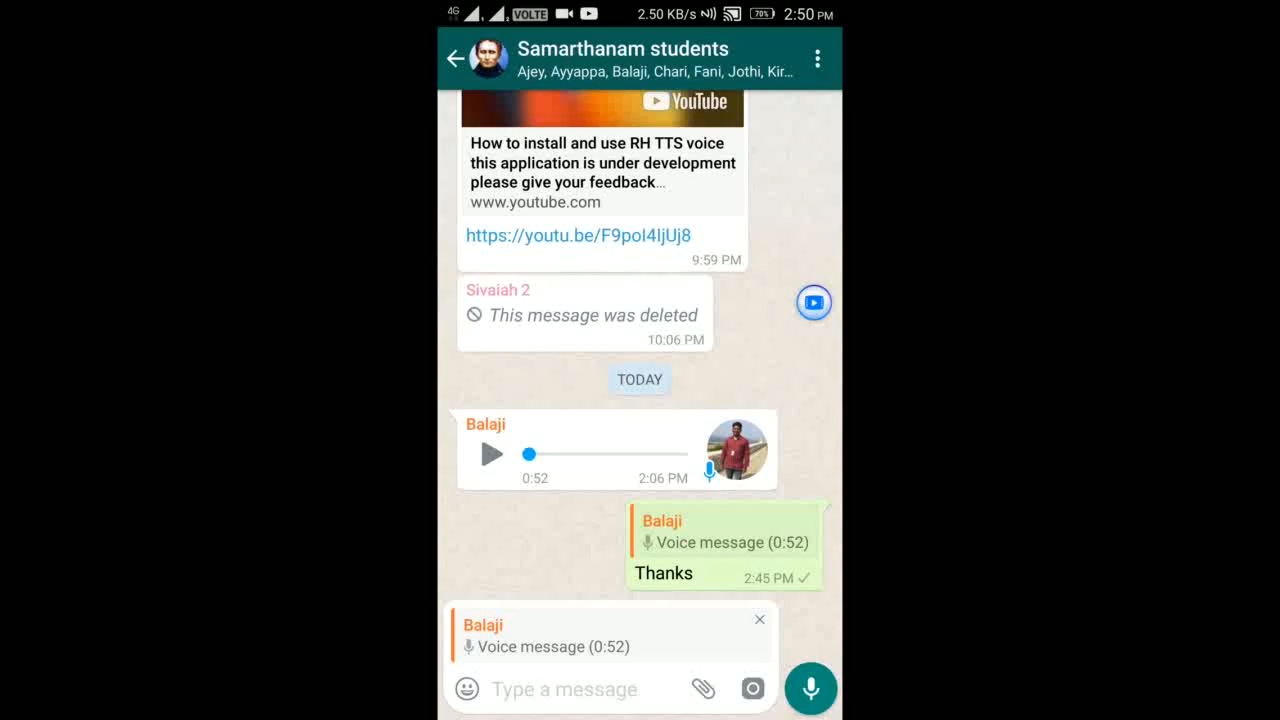 4G 1 2 VOLTE 2.50 KB/s 70% 2:50 PM
Samarthanam students
Ajey, Ayyappa, Balaji, Chari, Fani, Jothi, Kir...
YouTube
How to install and use RH TTS voice
this application is under development
please give your feedback...
www.youtube.com
https://youtu.be/F9poI4IjUj8
9:59 PM
Sivaiah 2
This message was deleted
10:06 PM
TODAY
Balaji
0:52 2:06 PM
Balaji
Voice message (0:52)
Thanks 2:45 PM
Balaji
Voice message (0:52)
Type a message